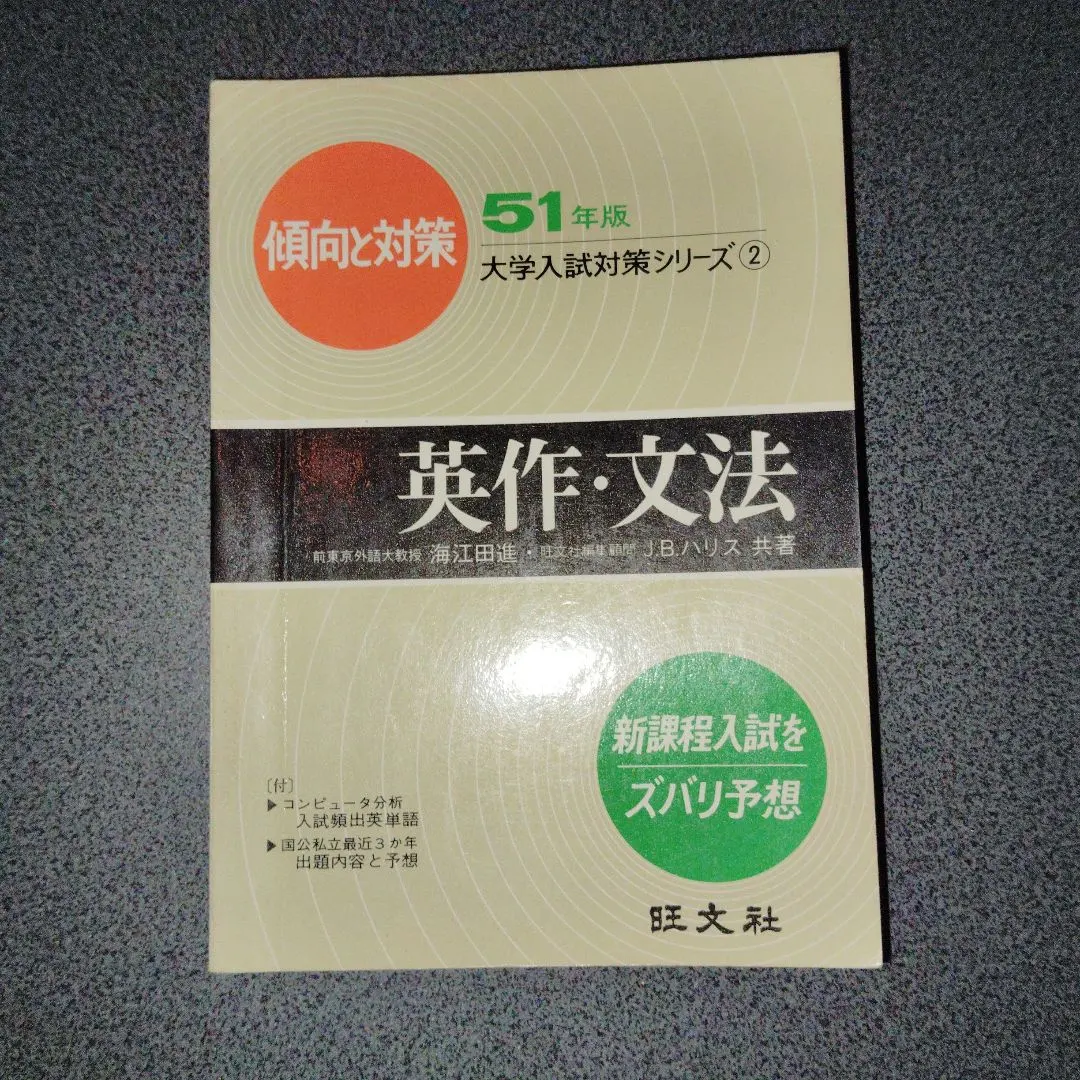 傾向と対策
51年版
大学入試対策シリーズ②
英作・文法
前東京外語大教授 海江田進・旺文社編集顧問 J.B.ハリス 共著
新課程入試を
ズバリ予想
〔付〕
▶コンピュータ分析
入試頻出英単語
▶国公私立最近3か年
出題内容と予想
旺文社